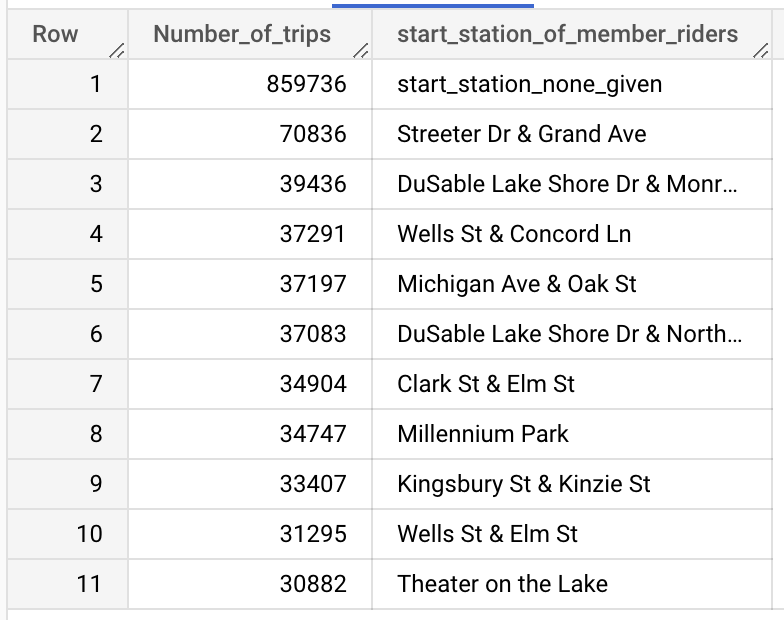 Row Number_of_trips start_station_of_member_riders
1 859736 start_station_none_given
2 70836 Streeter Dr & Grand Ave
3 39436 DuSable Lake Shore Dr & Monr...
4 37291 Wells St & Concord Ln
5 37197 Michigan Ave & Oak St
6 37083 DuSable Lake Shore Dr & North...
7 34904 Clark St & Elm St
8 34747 Millennium Park
9 33407 Kingsbury St & Kinzie St
10 31295 Wells St & Elm St
11 30882 Theater on the Lake